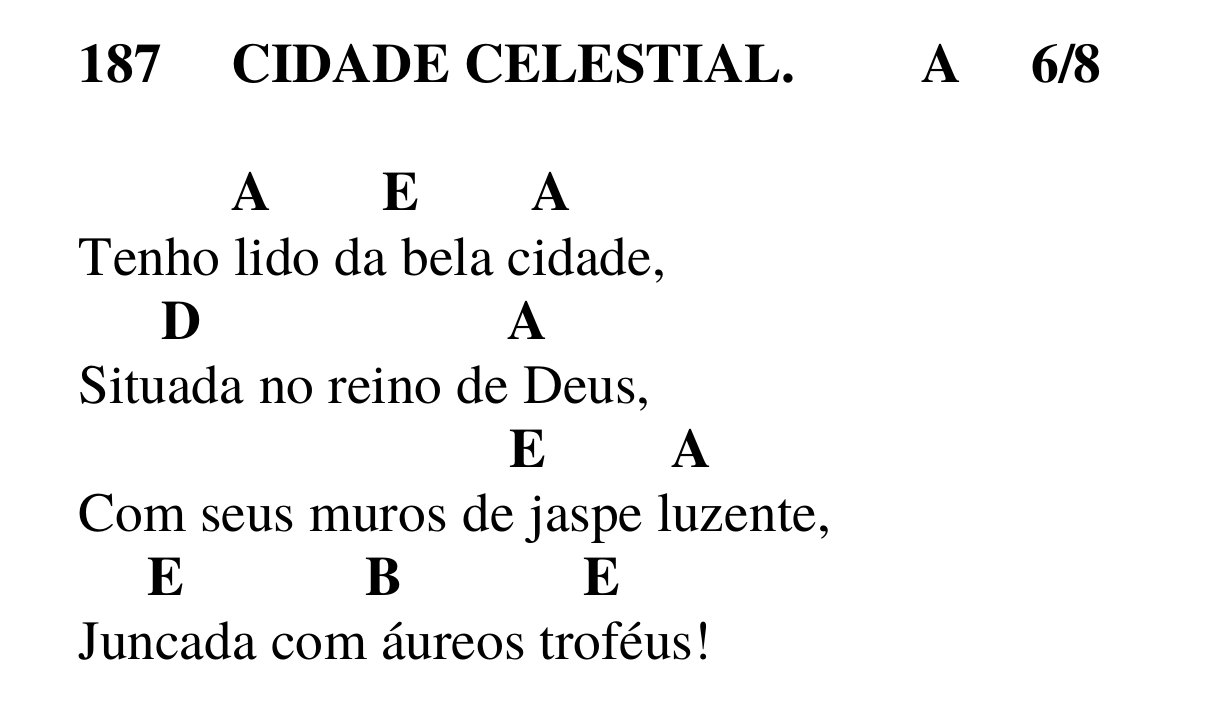 187 CIDADE CELESTIAL. A 6/8
A E A
Tenho lido da bela cidade,
D A
Situada no reino de Deus,
E A
Com seus muros de jaspe luzente,
E B E
Juncada com áureos troféus!